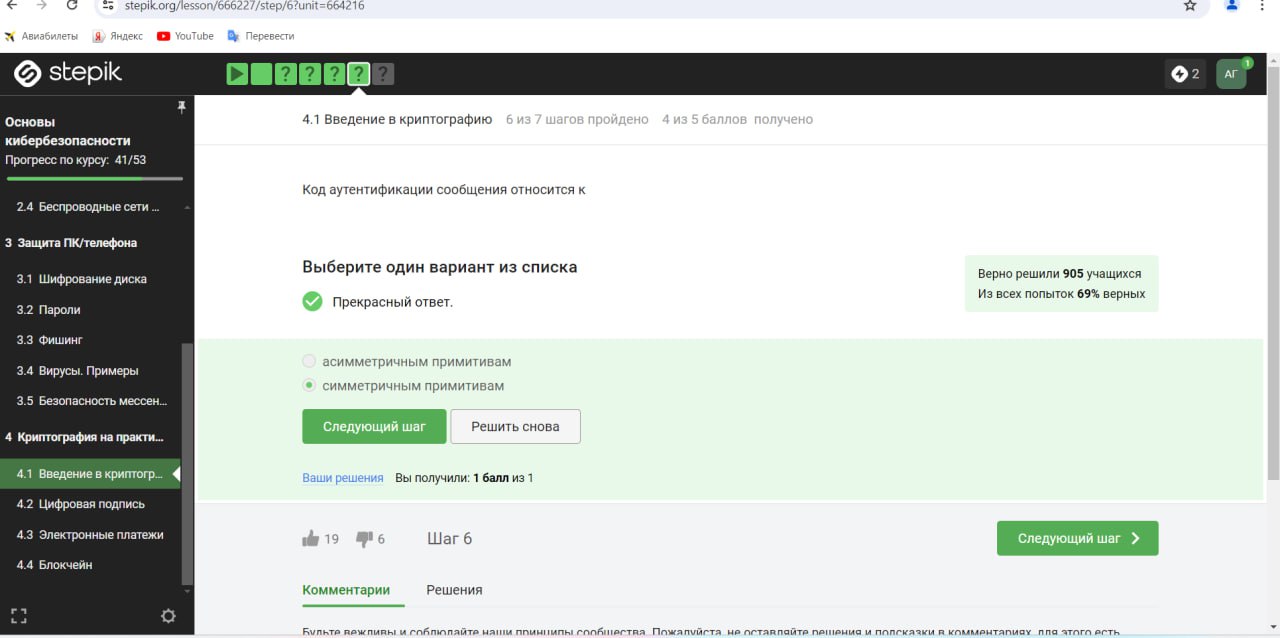 stepik.org/lesson/666227/step/6?unit=664216
Авиабилеты Яндекс YouTube Перевести
stepik
? ? ? ? ?
2 АГ 1
Основы
кибербезопасности
Прогресс по курсу: 41/53
2.4 Беспроводные сети ...
3 Защита ПК/телефона
3.1 Шифрование диска
3.2 Пароли
3.3 Фишинг
3.4 Вирусы. Примеры
3.5 Безопасность мессен...
4 Криптография на практи...
4.1 Введение в криптогр...
4.2 Цифровая подпись
4.3 Электронные платежи
4.4 Блокчейн
4.1 Введение в криптографию 6 из 7 шагов пройдено 4 из 5 баллов получено
Код аутентификации сообщения относится к
Выберите один вариант из списка
Прекрасный ответ.
Верно решили 905 учащихся
Из всех попыток 69% верных
асимметричным примитивам
симметричным примитивам
Следующий шаг Решить снова
Ваши решения Вы получили: 1 балл из 1
19 6 Шаг 6
Следующий шаг
Комментарии Решения
Будьте вежливы и соблюдайте наши принципы сообщества. Пожалуйста, не оставляйте решения и подсказки в комментариях, для этого есть